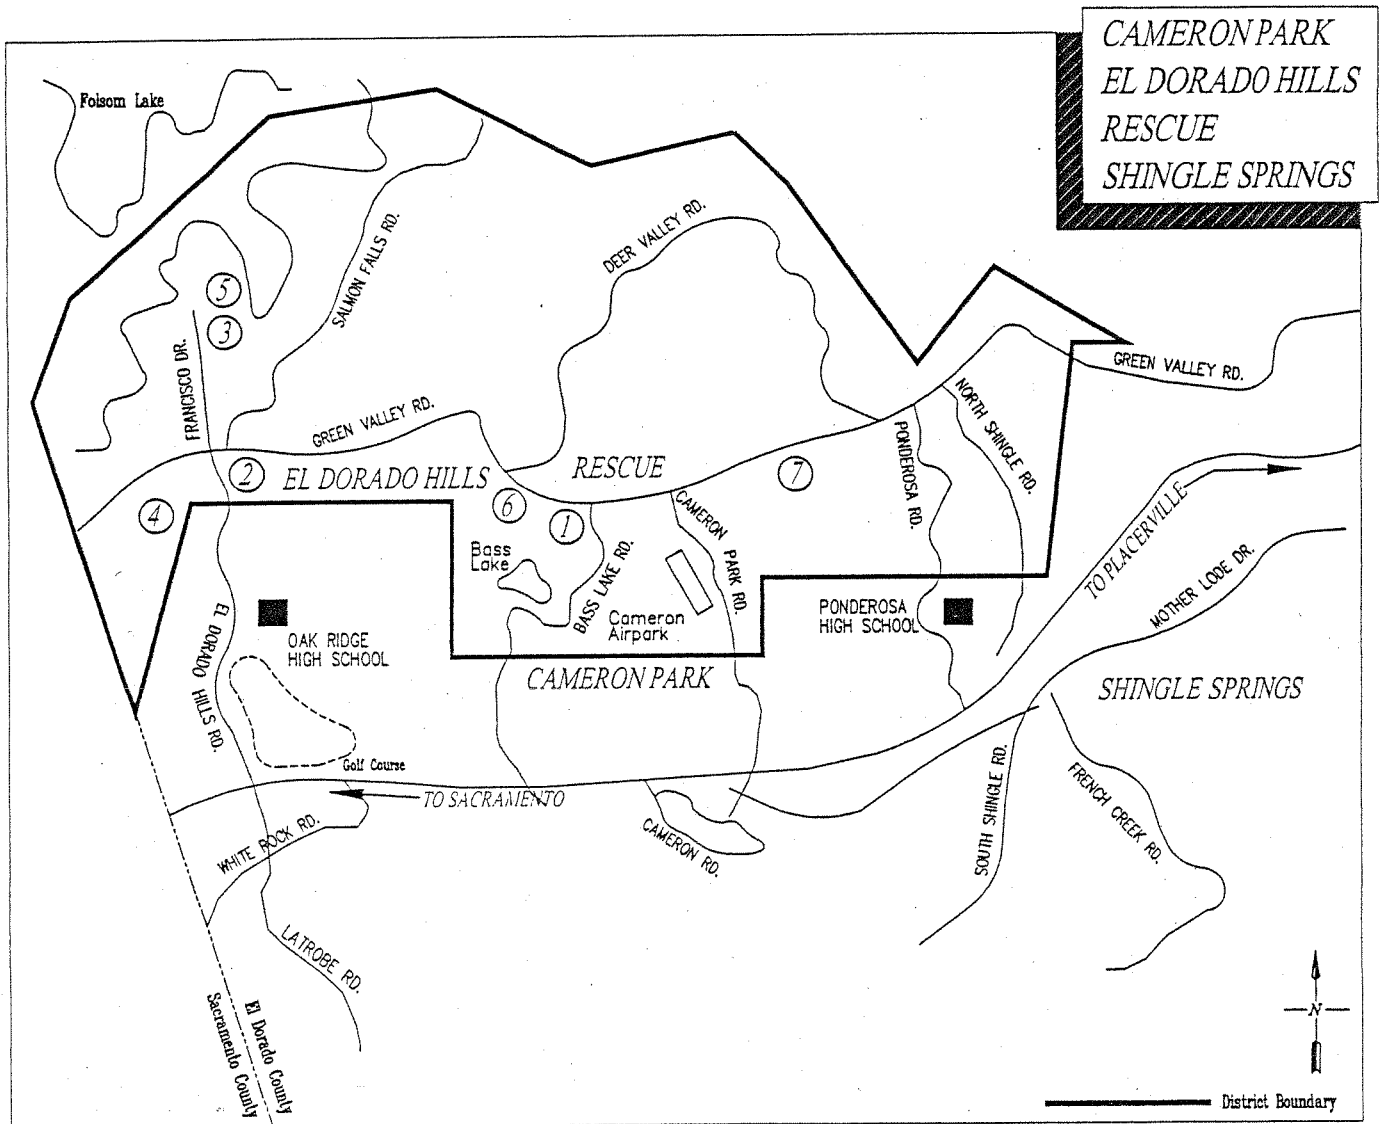 CAMERON PARK
EL DORADO HILLS
RESCUE
SHINGLE SPRINGS
Folsom Lake
SALMON FALLS RD.
DEER VALLEY RD.
5
3
FRANCISCO DR.
GREEN VALLEY RD.
GREEN VALLEY RD.
NORTH SHINGLE RD.
PONDEROSA RD.
2
EL DORADO HILLS
RESCUE
7
4
6
1
CAMERON PARK RD.
Bass
Lake
BASS LAKE RD.
Cameron
Airpark
TO PLACERVILLE
MOTHER LODE DR.
PONDEROSA
HIGH SCHOOL
OAK RIDGE
HIGH SCHOOL
EL DORADO HILLS RD.
CAMERON PARK
SHINGLE SPRINGS
Golf Course
TO SACRAMENTO
WHITE ROCK RD.
CAMERON RD.
SOUTH SHINGLE RD.
FRENCH CREEK RD.
LATROBE RD.
El Dorado County
Sacramento County
N
District Boundary